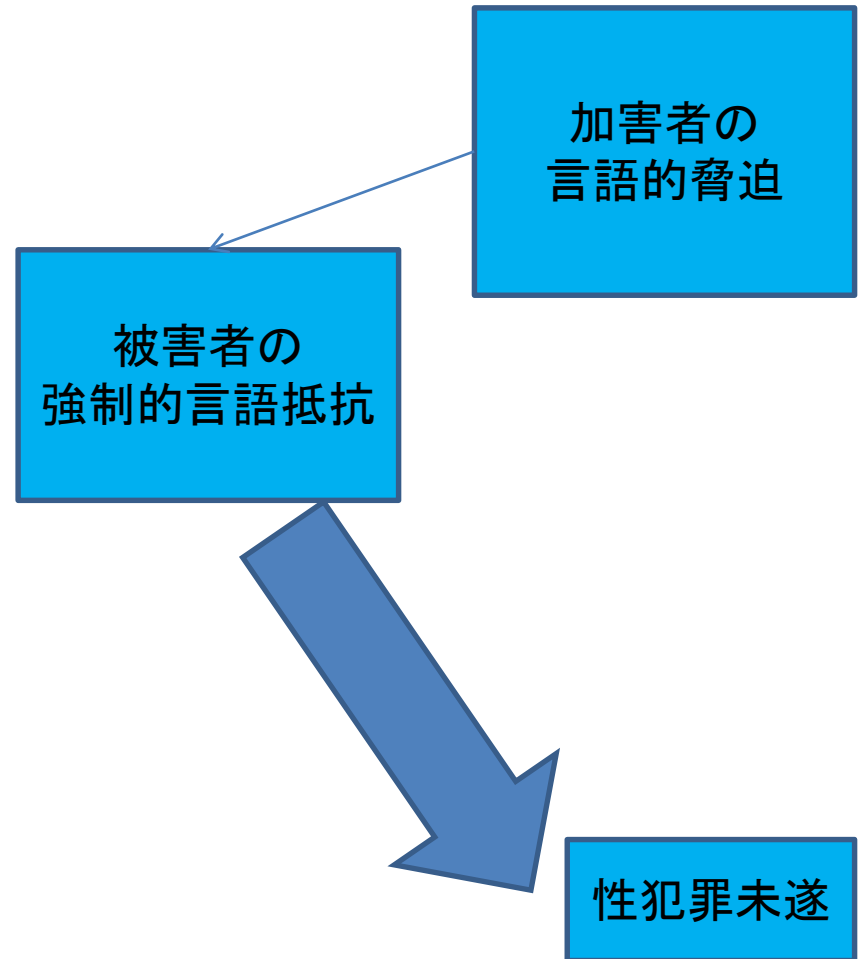 加害者の
言語的脅迫
被害者の
強制的言語抵抗
性犯罪未遂